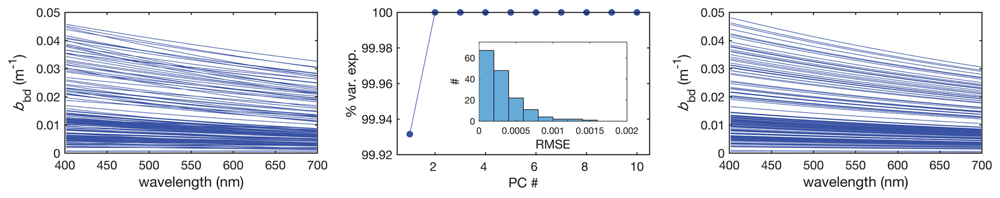 0.05
0.04
0.03
0.02
0.01
0
b_bd (m⁻¹)
400 450 500 550 600 650 700
wavelength (nm)
100
99.98
99.96
99.94
99.92
% var. exp.
60
40
20
0
#
0 0.0005 0.001 0.0015 0.002
RMSE
2 4 6 8 10
PC #
0.05
0.04
0.03
0.02
0.01
0
b_bd (m⁻¹)
400 450 500 550 600 650 700
wavelength (nm)